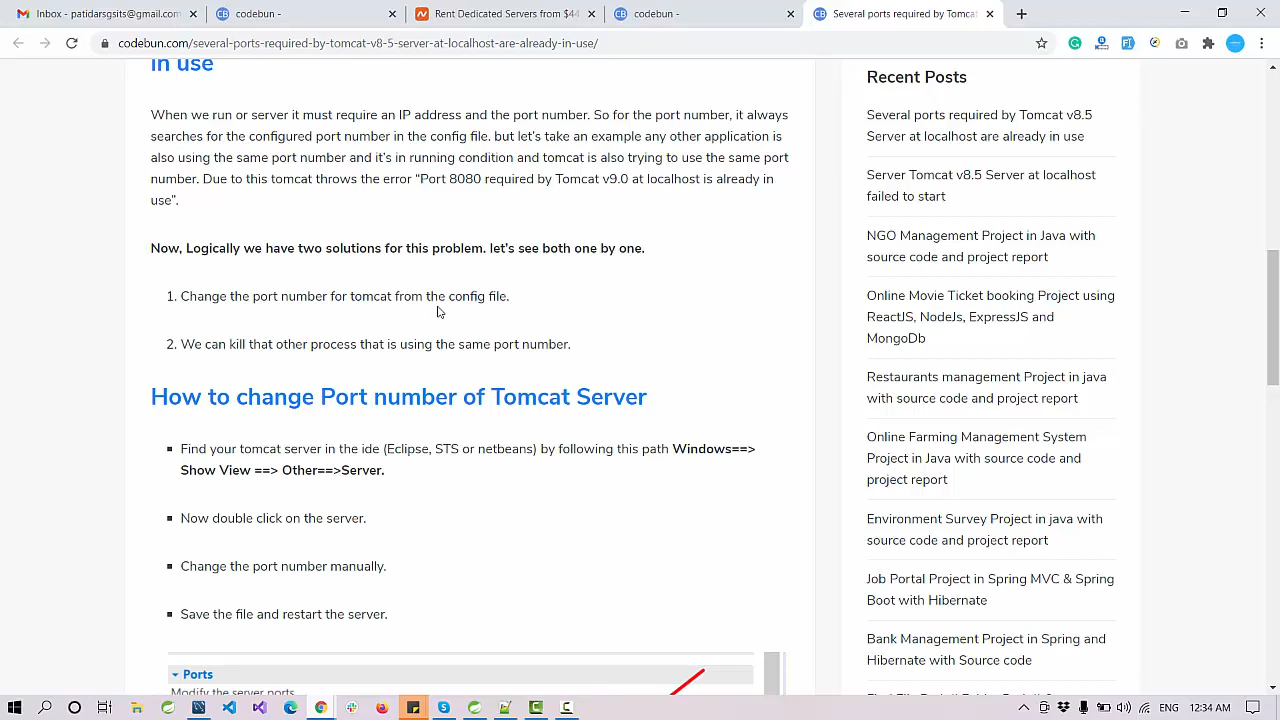 Inbox - patidarsgits@gmail.com
codebun -
Rent Dedicated Servers from $44
codebun -
Several ports required by Tomcat
codebun.com/several-ports-required-by-tomcat-v8-5-server-at-localhost-are-already-in-use/
in use
When we run or server it must require an IP address and the port number. So for the port number, it always
searches for the configured port number in the config file. but let's take an example any other application is
also using the same port number and it's in running condition and tomcat is also trying to use the same port
number. Due to this tomcat throws the error "Port 8080 required by Tomcat v9.0 at localhost is already in
use".
Now, Logically we have two solutions for this problem. let's see both one by one.
1. Change the port number for tomcat from the config file.
2. We can kill that other process that is using the same port number.
How to change Port number of Tomcat Server
Find your tomcat server in the ide (Eclipse, STS or netbeans) by following this path Windows==>
Show View ==> Other==>Server.
Now double click on the server.
Change the port number manually.
Save the file and restart the server.
Ports
Modify the server ports.
Recent Posts
Several ports required by Tomcat v8.5
Server at localhost are already in use
Server Tomcat v8.5 Server at localhost
failed to start
NGO Management Project in Java with
source code and project report
Online Movie Ticket booking Project using
ReactJS, NodeJs, ExpressJS and
MongoDb
Restaurants management Project in java
with source code and project report
Online Farming Management System
Project in Java with source code and
project report
Environment Survey Project in java with
source code and project report
Job Portal Project in Spring MVC & Spring
Boot with Hibernate
Bank Management Project in Spring and
Hibernate with Source code
ENG
12:34 AM